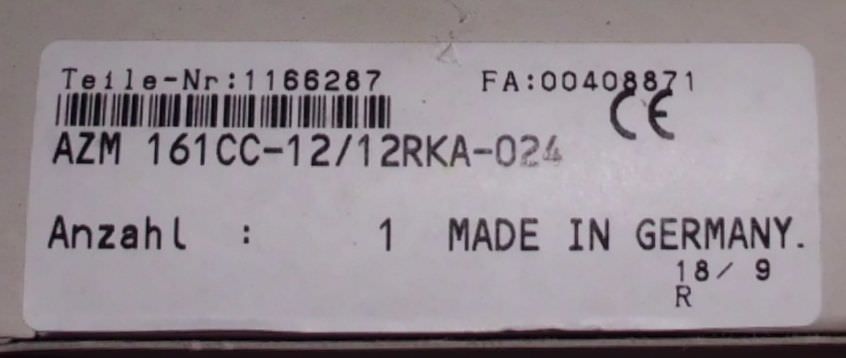 Teile-Nr:1166287 FA:00408871
CE
AZM 161CC-12/12RKA-024
Anzahl : 1 MADE IN GERMANY.
18/ 9
R